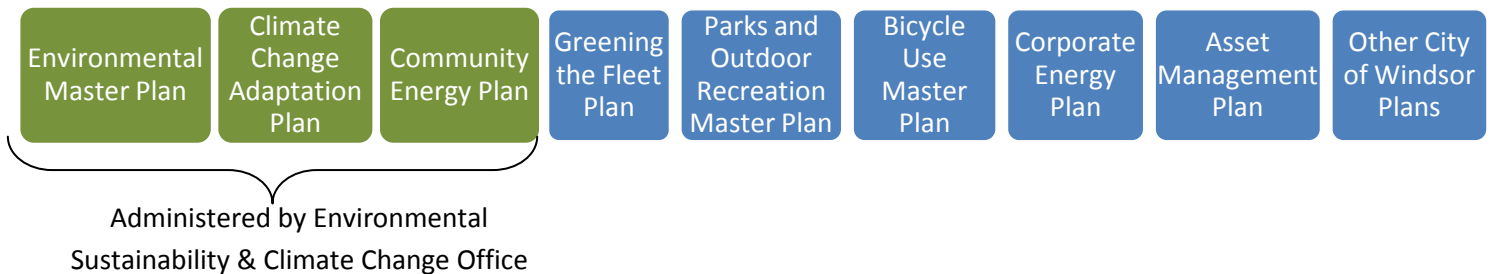 Environmental
Master Plan
Climate
Change
Adaptation
Plan
Community
Energy Plan
Greening
the Fleet
Plan
Parks and
Outdoor
Recreation
Master Plan
Bicycle
Use
Master
Plan
Corporate
Energy
Plan
Asset
Management
Plan
Other City
of Windsor
Plans
Administered by Environmental
Sustainability & Climate Change Office